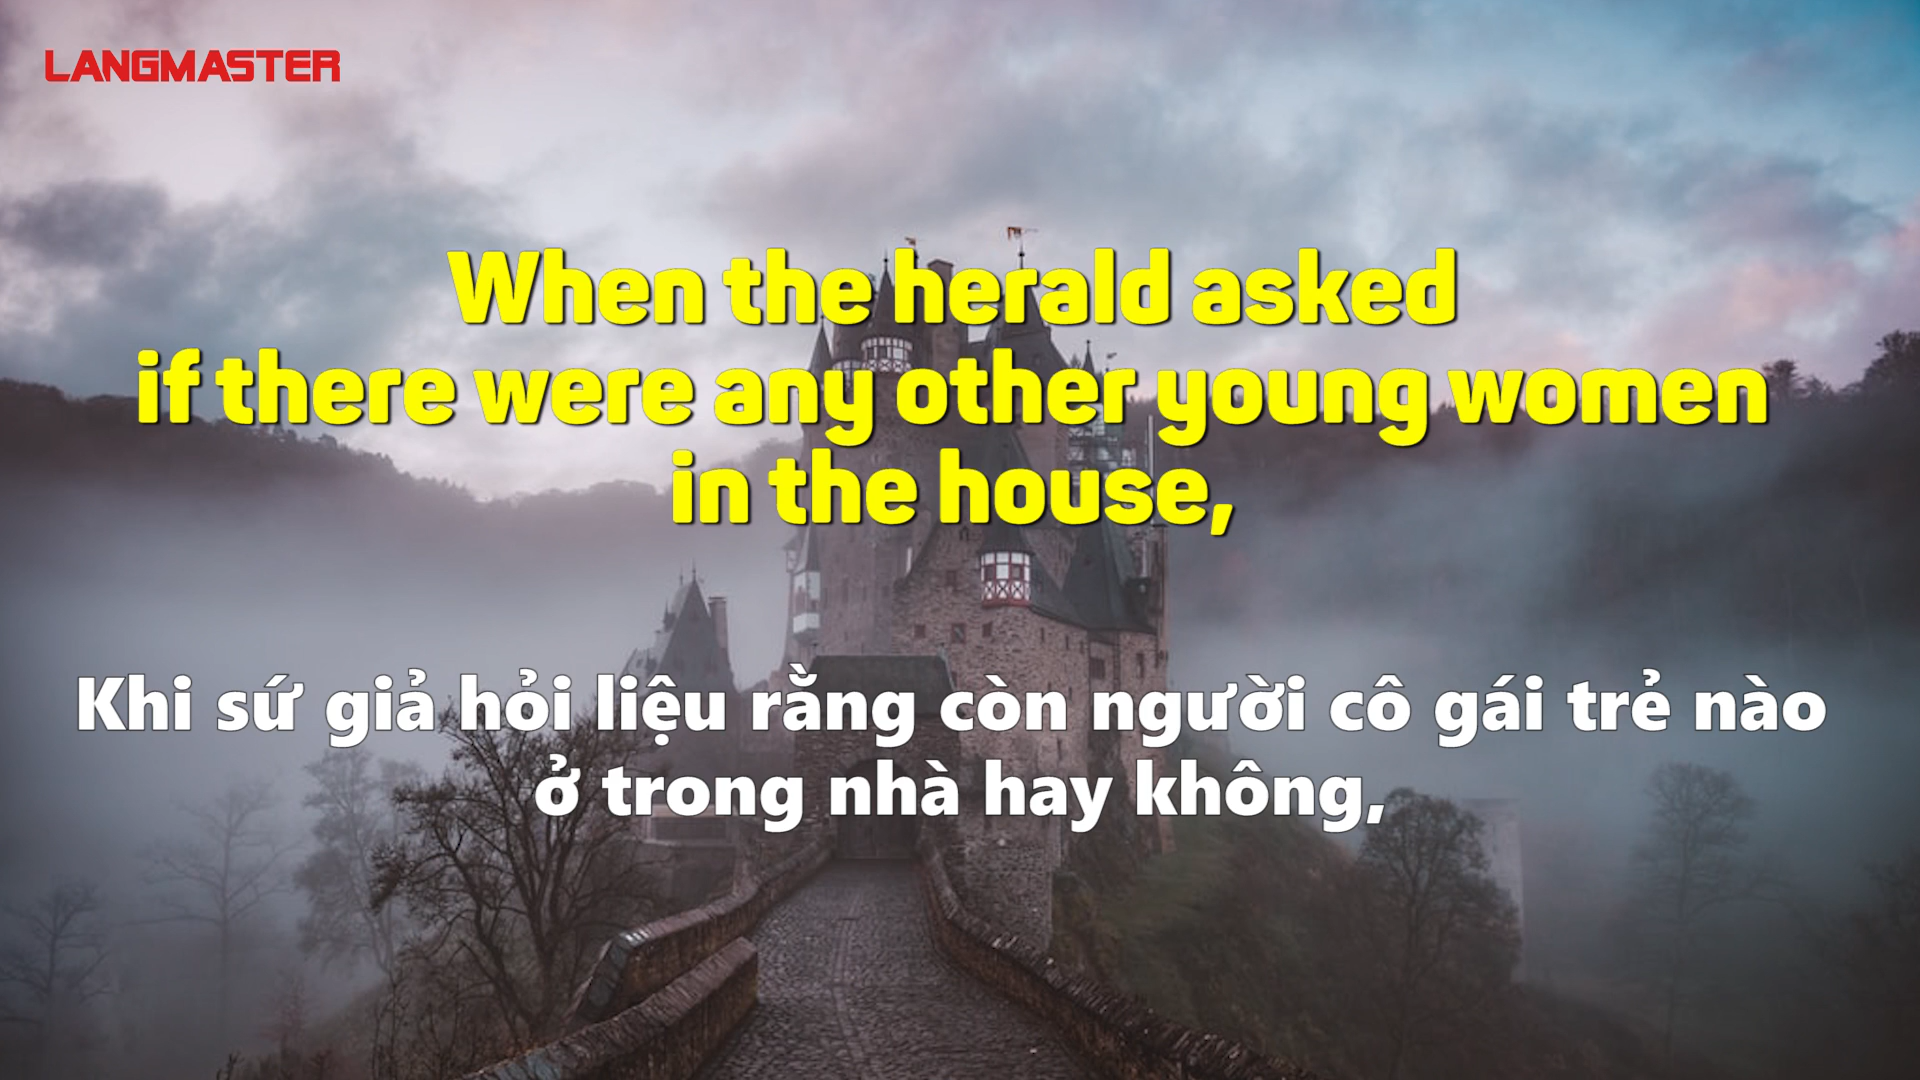 LANGMASTER
When the herald asked
if there were any other young women
in the house,
Khi sứ giả hỏi liệu rằng còn người cô gái trẻ nào
ở trong nhà hay không,